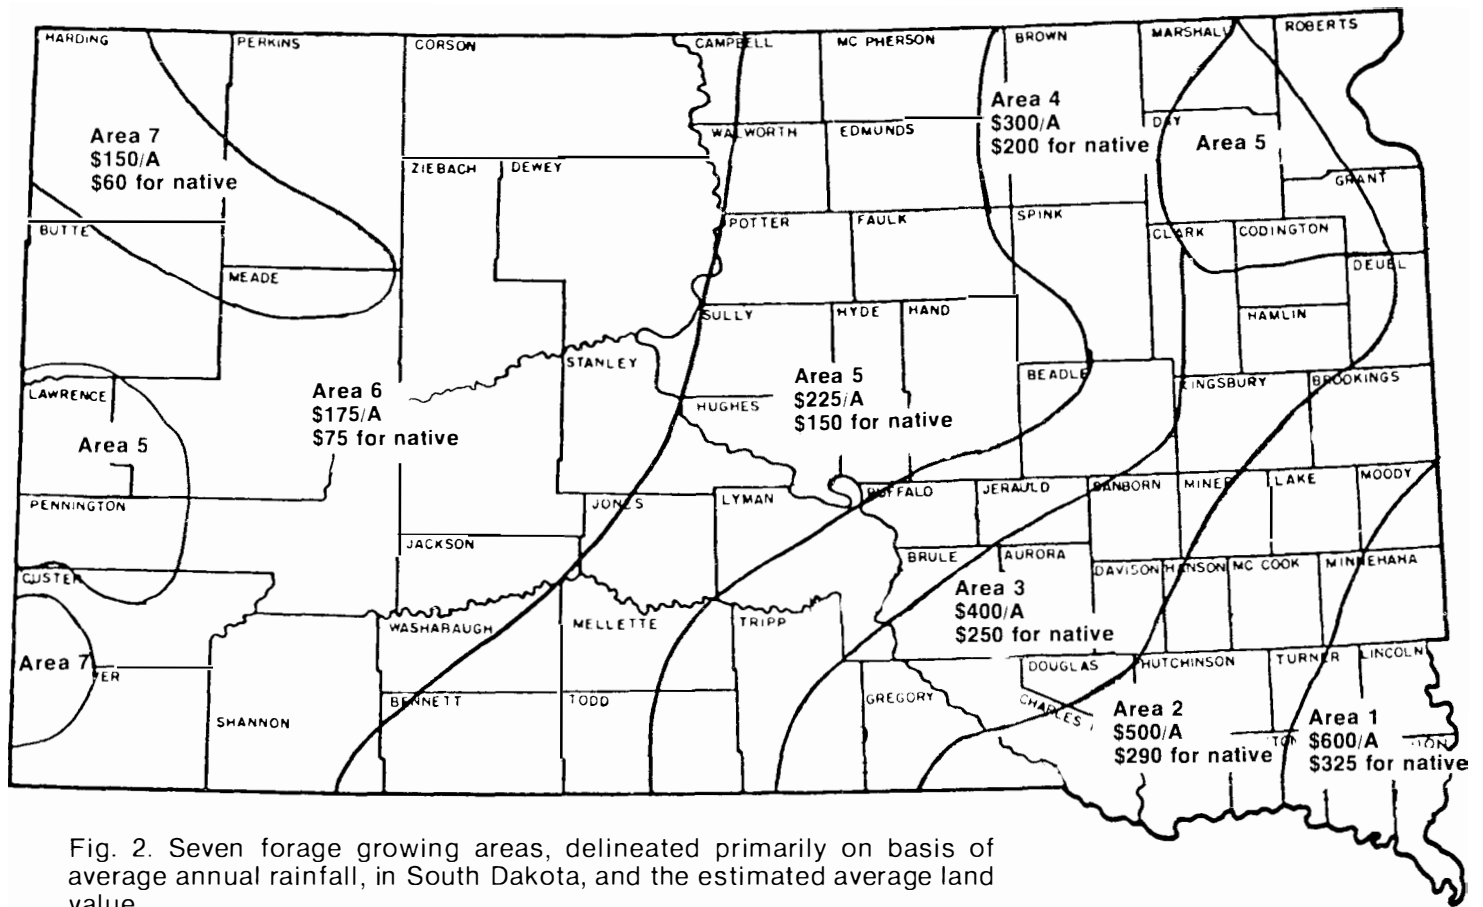 HARDING
PERKINS
CORSON
CAMPBELL
MC PHERSON
BROWN
MARSHALL
ROBERTS
Area 7
$150/A
$60 for native
Area 4
$300/A
$200 for native
WALWORTH
EDMUNDS
DAY
Area 5
ZIEBACH
DEWEY
GRANT
BUTTE
POTTER
FAULK
SPINK
CLARK
CODINGTON
MEADE
DEUEL
SULLY
HYDE
HAND
HAMLIN
STANLEY
BEADLE
KINGSBURY
BROOKINGS
LAWRENCE
Area 6
$175/A
$75 for native
HUGHES
Area 5
$225/A
$150 for native
Area 5
PENNINGTON
JONES
LYMAN
BUFFALO
JERAULD
SANBORN
MINER
LAKE
MOODY
JACKSON
BRULE
AURORA
DAVISON
HANSON
MC COOK
MINNEHAHA
CUSTER
Area 3
$400/A
$250 for native
WASHABAUGH
MELLETTE
TRIPP
Area 7
VER
DOUGLAS
HUTCHINSON
TURNER
LINCOLN
SHANNON
BENNETT
TODD
GREGORY
CHARLES
Area 2
$500/A
$290 for native
Area 1
$600/A
$325 for native
Fig. 2. Seven forage growing areas, delineated primarily on basis of
average annual rainfall, in South Dakota, and the estimated average land
value